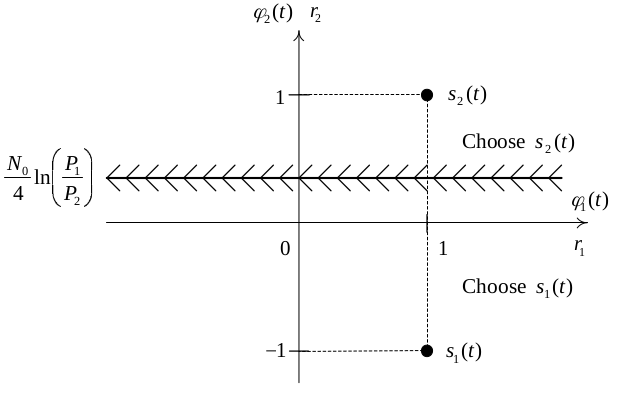 φ₂(t) r₂
1
s₂(t)
Choose s₂(t)
N₀/4 ln(P₁/P₂)
φ₁(t)
0
1
r₁
Choose s₁(t)
−1
s₁(t)